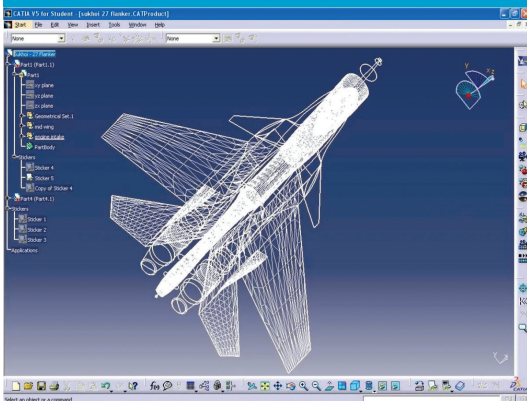 CATIA V5 for Student - [sukhoi 27 flanker.CATProduct]
Start File Edit View Insert Tools Window Help
None None
sukhoi - 27 Flanker
Part1 (Part1.1)
Part1
xy plane
yz plane
zx plane
Geometrical Set.1
mid wing
engine intake
PartBody
Stickers
Sticker 4
Sticker 5
Copy of Sticker 4
Part4 (Part4.1)
Stickers
Sticker 1
Sticker 2
Sticker 3
Applications
y
x
z
Select an object or a command